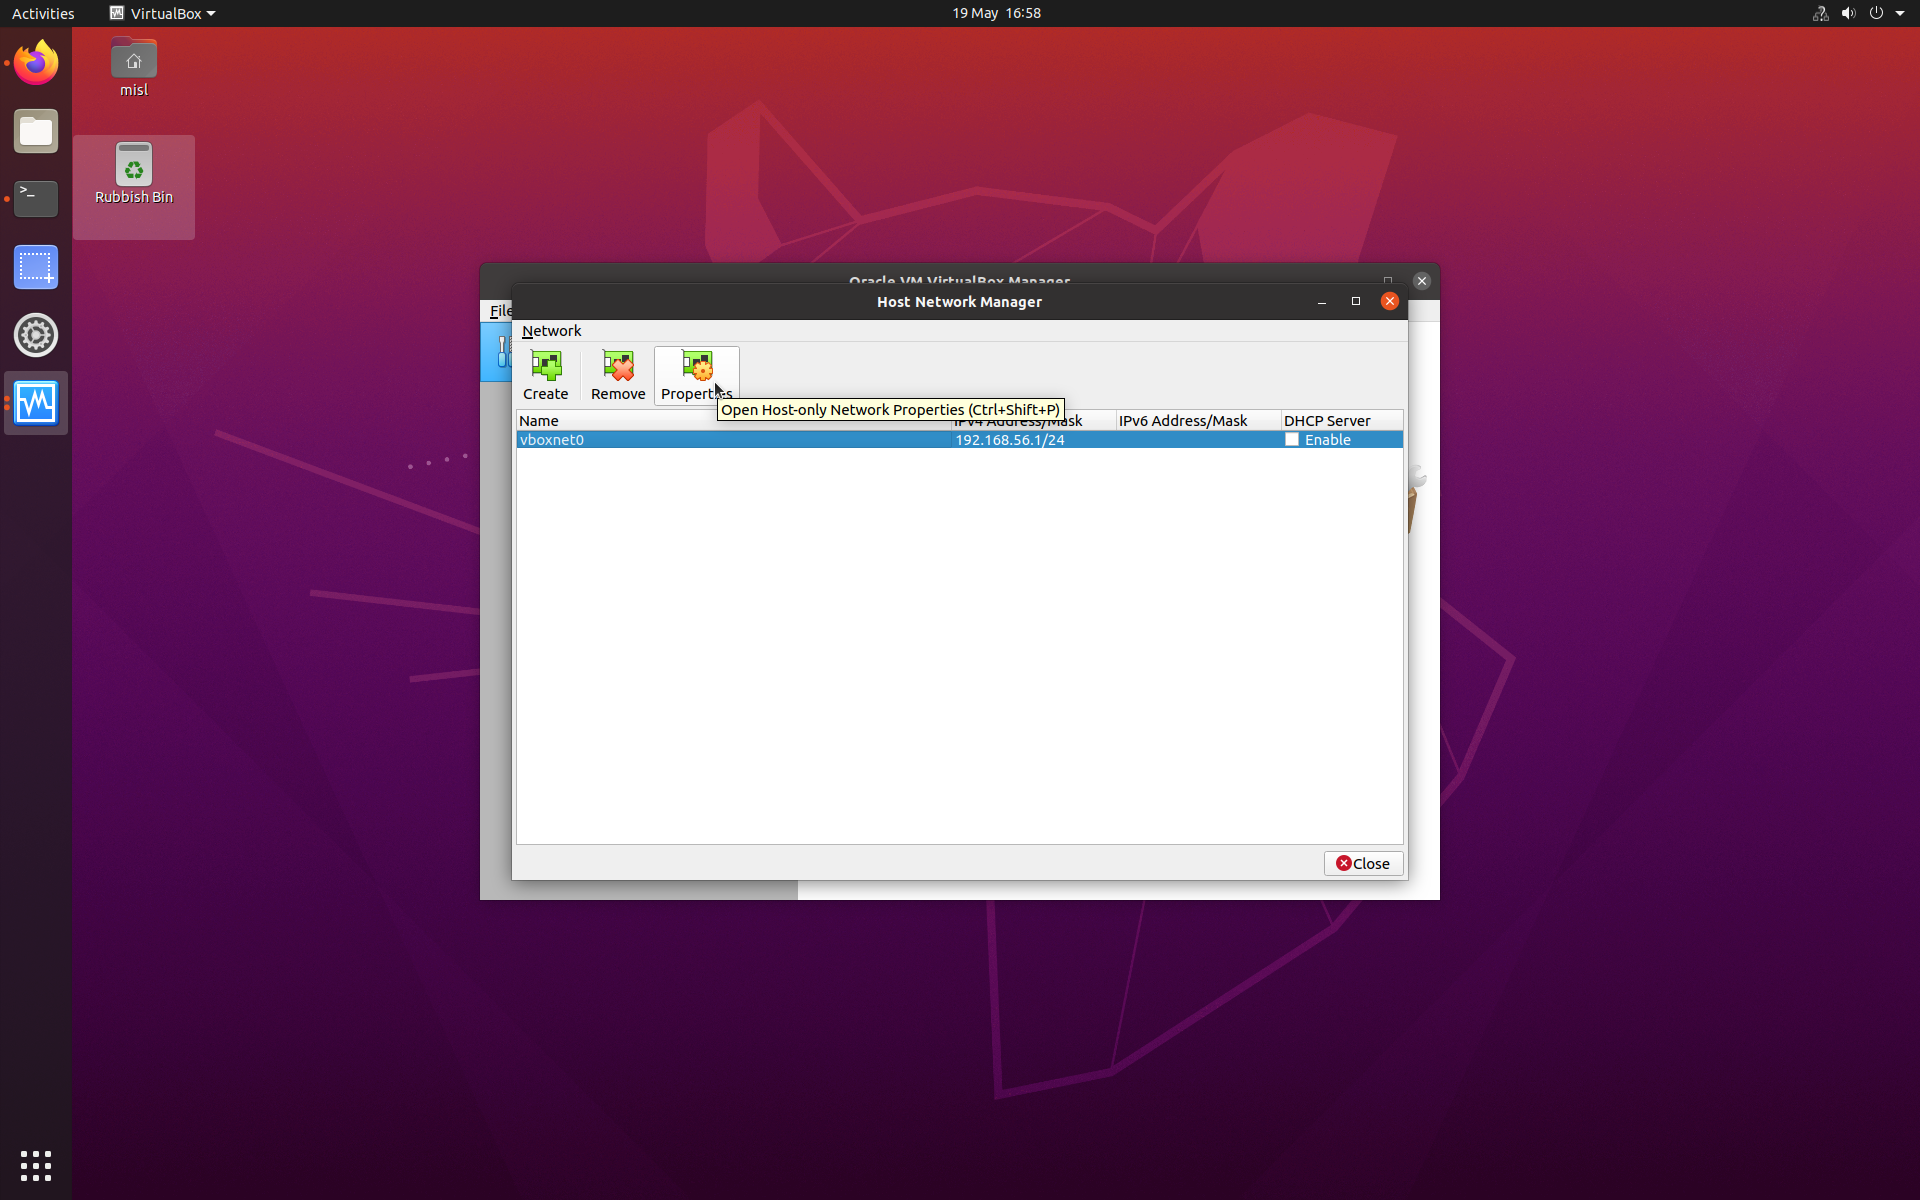 Activities VirtualBox 19 May 16:58
misl
Rubbish Bin
Oracle VM VirtualBox Manager
File
Host Network Manager
Network
Create Remove Properties
Open Host-only Network Properties (Ctrl+Shift+P)
Name IPv4 Address/Mask IPv6 Address/Mask DHCP Server
vboxnet0 192.168.56.1/24 Enable
Close